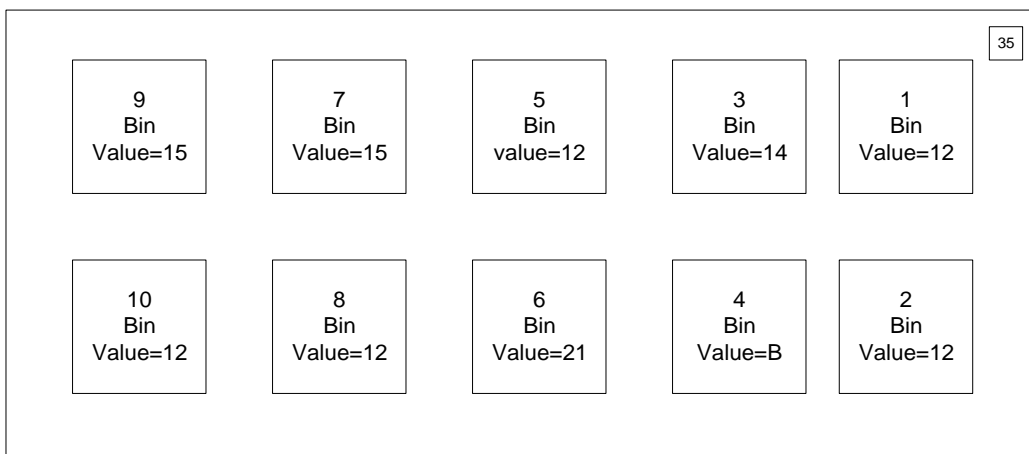 35
9
Bin
Value=15
7
Bin
Value=15
5
Bin
value=12
3
Bin
Value=14
1
Bin
Value=12
10
Bin
Value=12
8
Bin
Value=12
6
Bin
Value=21
4
Bin
Value=B
2
Bin
Value=12